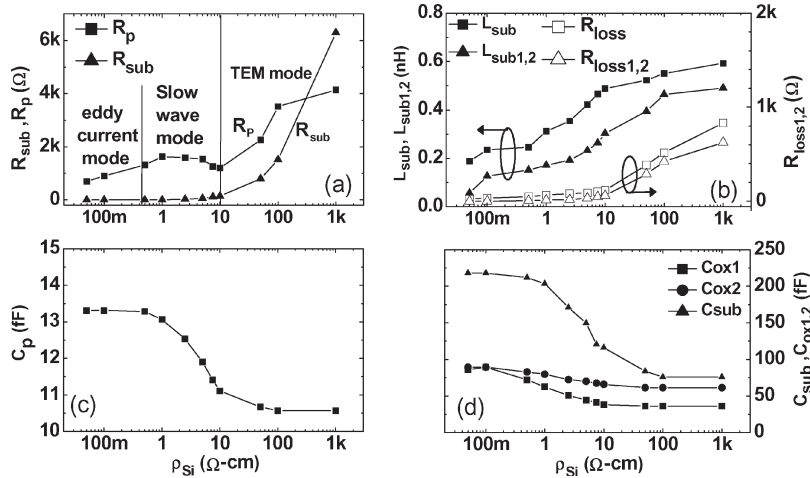 R_p
R_sub
6k
4k
2k
0
R_sub , R_p (Ω)
eddy
current
mode
Slow
wave
mode
TEM mode
R_P
R_sub
(a)
100m 1 10 100 1k
L_sub
L_sub1,2
R_loss
R_loss1,2
0.8
0.6
0.4
0.2
0.0
L_sub, L_sub1,2 (nH)
2k
1k
0
R_loss, R_loss1,2 (Ω)
(b)
100m 1 10 100 1k
15
14
13
12
11
10
C_p (fF)
(c)
100m 1 10 100 1k
ρ_Si (Ω-cm)
Cox1
Cox2
Csub
250
200
150
100
50
0
C_sub, C_ox1,2 (fF)
(d)
100m 1 10 100 1k
ρ_Si (Ω-cm)